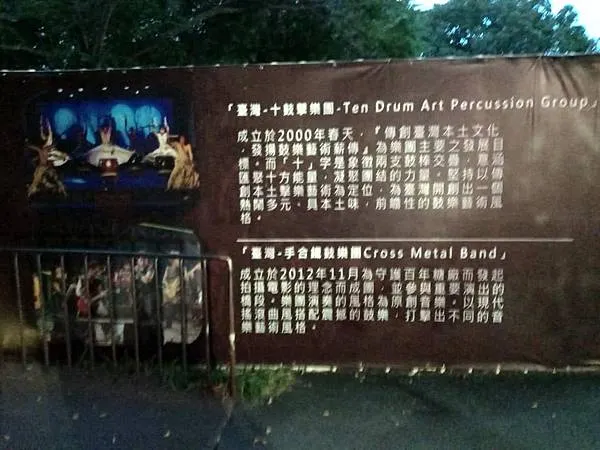 「臺灣-十鼓擊樂團-Ten Drum Art Percussion Group」
成立於2000年春天，『傳創臺灣本土文化
，發揚鼓樂藝術薪傳』為樂團主要之發展目
標。而「十」字是象徵兩支鼓棒交疊，意涵
匯聚十方能量，凝聚團結的力量。堅持以傳
創本土擊樂藝術為定位，為臺灣開創出一個
熱鬧多元、具本土味，前瞻性的鼓樂藝術風
格。
「臺灣-手合鐵鼓樂團Cross Metal Band」
成立於2012年11月為守護百年糖廠而發起
拍攝電影的理念而成團，並參與重要演出的
橋段。樂團演奏的風格為原創音樂。以現代
搖滾曲風搭配震撼的鼓樂，打擊出不同的音
樂藝術風格。